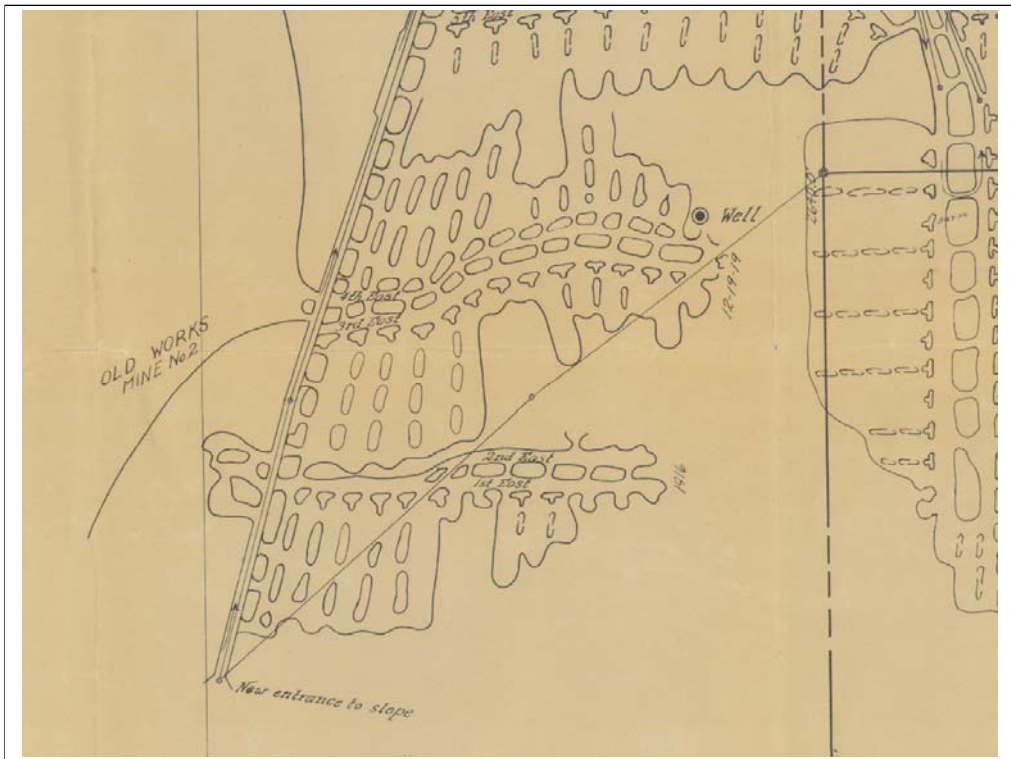 5th East
Well
4th East
3rd East
12-19-19
OLD WORKS
MINE No.2
2nd East
1st East
1916
New entrance to slope